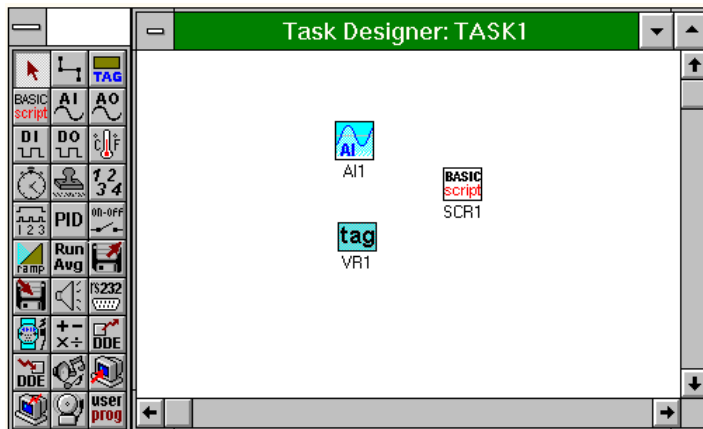 Task Designer: TASK1
TAG
BASIC script
AI
AO
DI
DO
°C °F
1 2 3 4
1 2 3
PID
on-off
ramp
Run Avg
rs232
+ − × ÷
DDE
DDE
user prog
AI
AI1
BASIC script
SCR1
tag
VR1